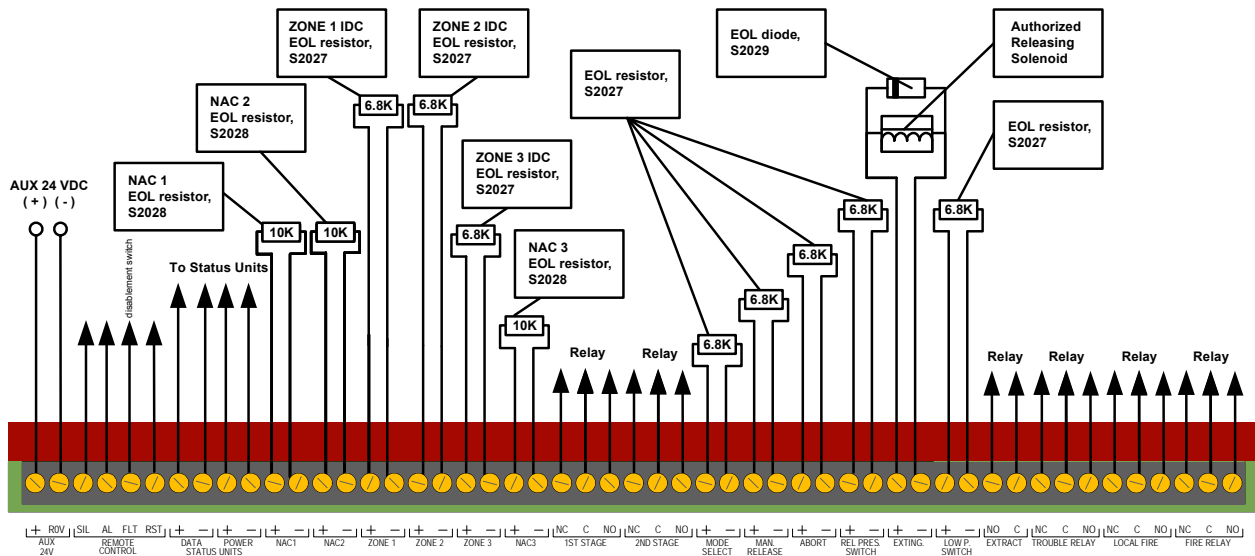 ZONE 1 IDC
EOL resistor,
S2027
ZONE 2 IDC
EOL resistor,
S2027
EOL diode,
S2029
Authorized
Releasing
Solenoid
NAC 2
EOL resistor,
S2028
EOL resistor,
S2027
EOL resistor,
S2027
NAC 1
EOL resistor,
S2028
ZONE 3 IDC
EOL resistor,
S2027
NAC 3
EOL resistor,
S2028
AUX 24 VDC
( + ) ( - )
6.8K
6.8K
10K
10K
6.8K
10K
6.8K
6.8K
6.8K
6.8K
6.8K
disablement switch
To Status Units
Relay
Relay
Relay
Relay
Relay
Relay
+ R0V SIL AL FLT RST + − + − + − + − + − + − + − + − NC C NO NC C NO + − + − + − + − + − + − NO C NC C NO NC C NO NC C NO
AUX
24V
REMOTE
CONTROL
DATA
POWER
STATUS UNITS
NAC1
NAC2
ZONE 1
ZONE 2
ZONE 3
NAC3
1ST STAGE
2ND STAGE
MODE
SELECT
MAN.
RELEASE
ABORT
REL PRES.
SWITCH
EXTING.
LOW P.
SWITCH
EXTRACT
TROUBLE RELAY
LOCAL FIRE
FIRE RELAY